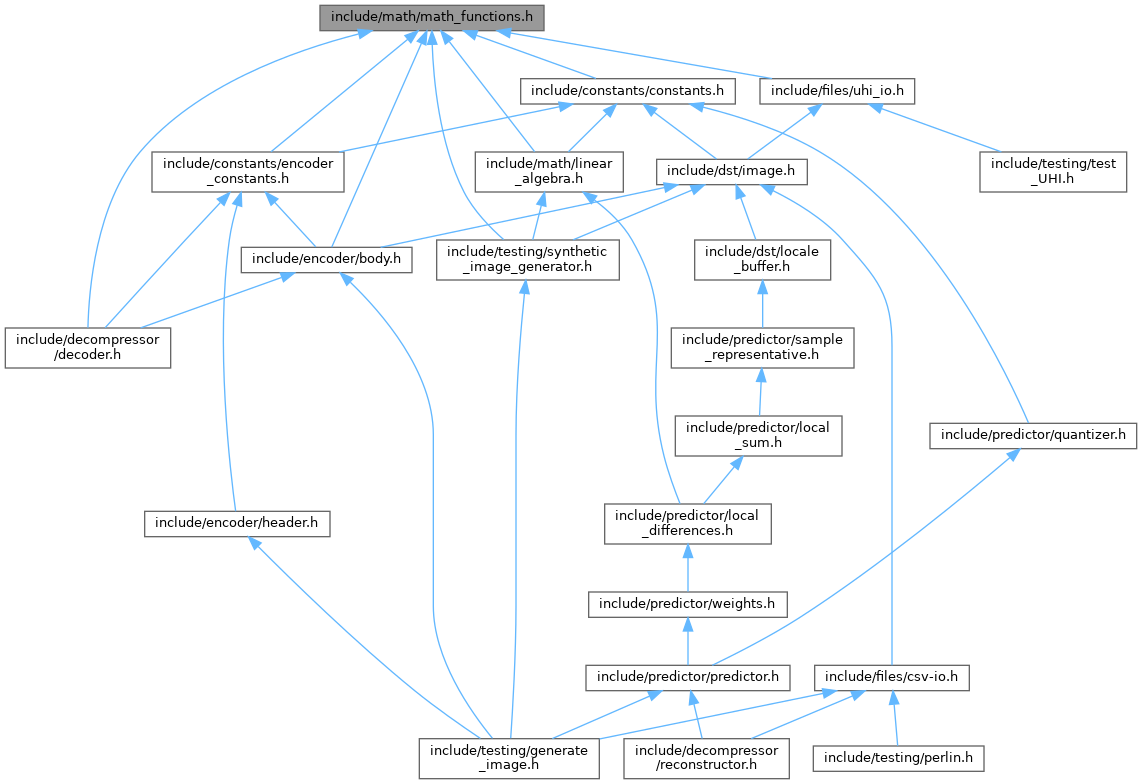 include/math/math_functions.h
include/constants/constants.h
include/files/uhi_io.h
include/constants/encoder
_constants.h
include/math/linear
_algebra.h
include/dst/image.h
include/testing/test
_UHI.h
include/encoder/body.h
include/testing/synthetic
_image_generator.h
include/dst/locale
_buffer.h
include/decompressor
/decoder.h
include/predictor/sample
_representative.h
include/predictor/local
_sum.h
include/predictor/quantizer.h
include/encoder/header.h
include/predictor/local
_differences.h
include/predictor/weights.h
include/predictor/predictor.h
include/files/csv-io.h
include/testing/generate
_image.h
include/decompressor
/reconstructor.h
include/testing/perlin.h